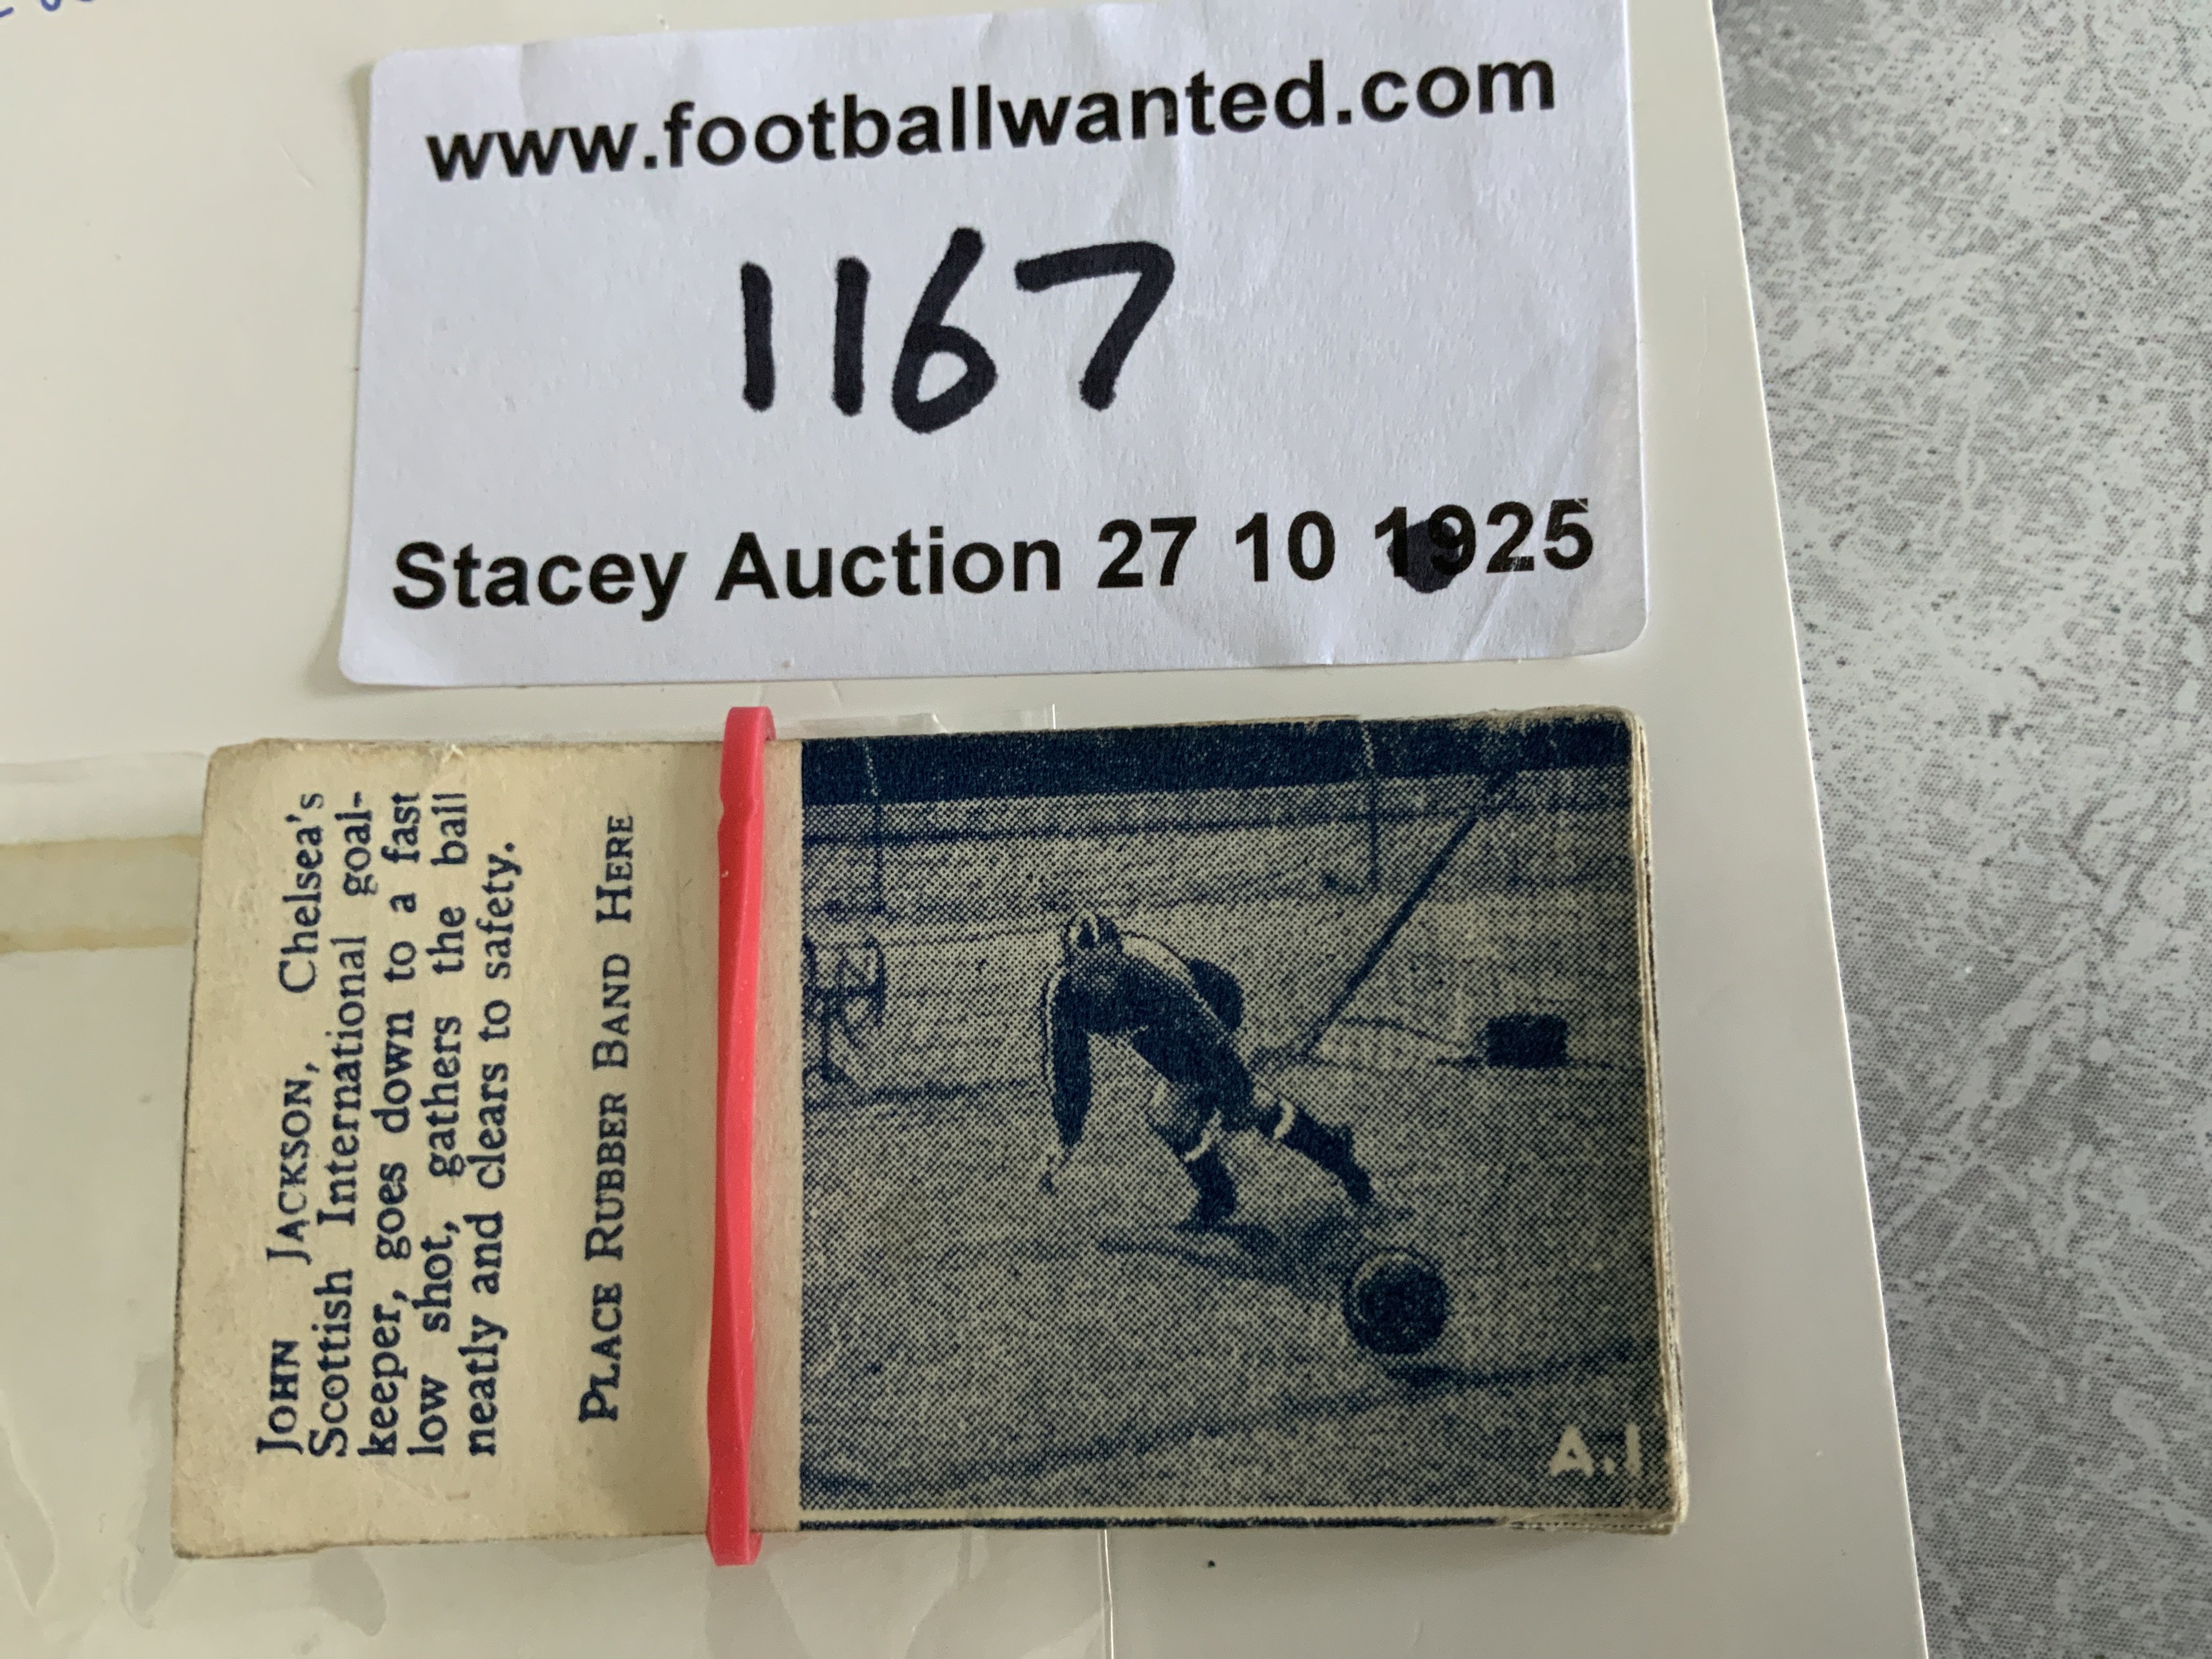 www.footballwanted.com
1167
Stacey Auction 27 10 1925
JOHN JACKSON, Chelsea's
Scottish International goal-
keeper, goes down to a fast
low shot, gathers the ball
neatly and clears to safety.
PLACE RUBBER BAND HERE
A.1